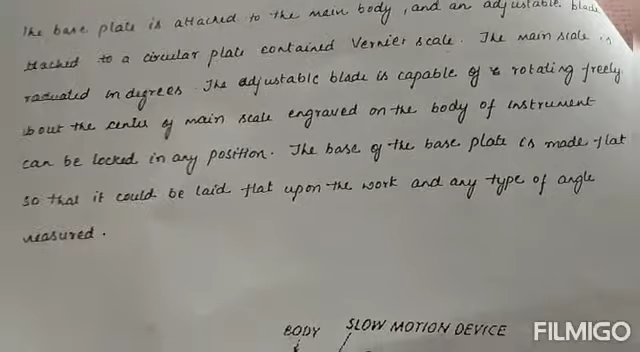 The base plate is attached to the main body, and an adjustable blade
ttached to a circular plate contained Vernier scale. The main scale is
raduated in degrees. The adjustable blade is capable of rotating freely
bout the center of main scale engraved on the body of instrument
can be locked in any position. The base of the base plate is made flat
so that it could be laid flat upon the work and any type of angle
measured.
BODY SLOW MOTION DEVICE
FILMIGO